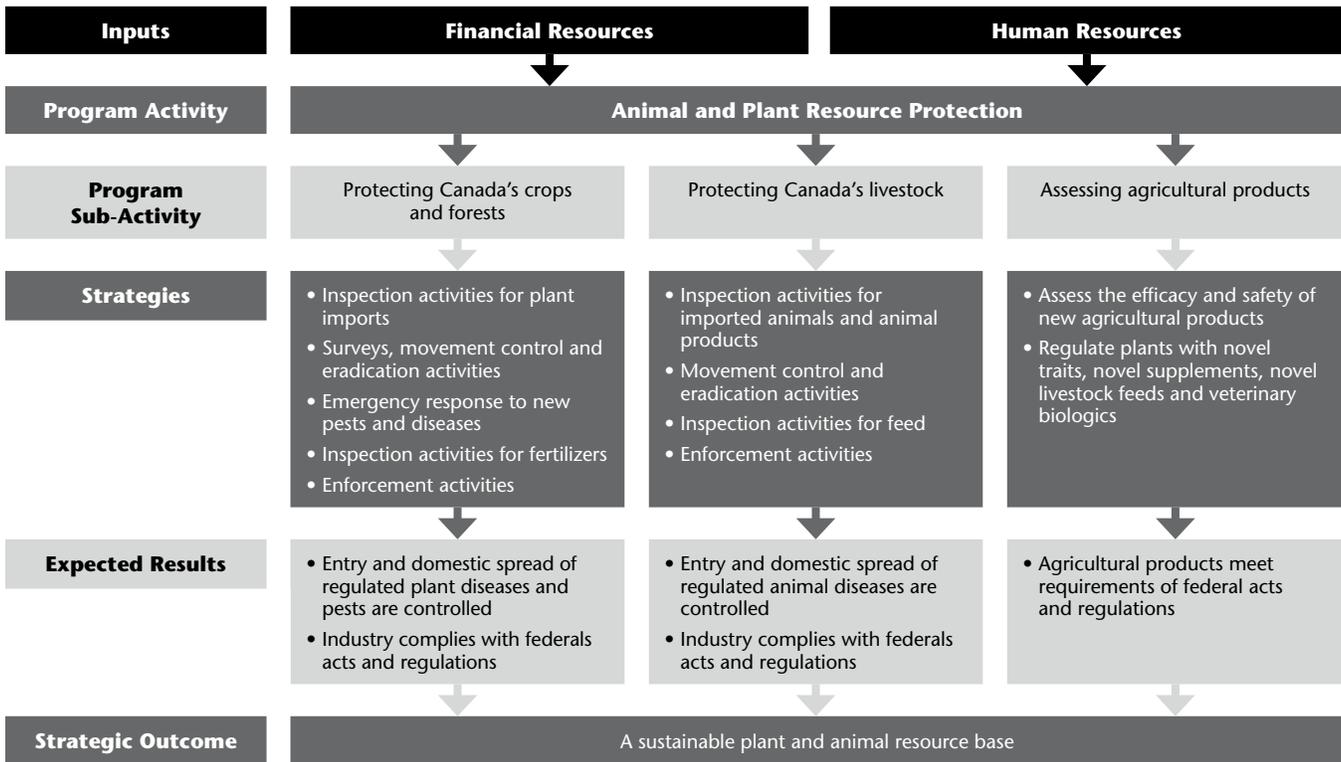 Inputs
Financial Resources
Human Resources
Program Activity
Animal and Plant Resource Protection
Program
Sub-Activity
Protecting Canada’s crops
and forests
Protecting Canada’s livestock
Assessing agricultural products
Strategies
• Inspection activities for plant
imports
• Surveys, movement control and
eradication activities
• Emergency response to new
pests and diseases
• Inspection activities for fertilizers
• Enforcement activities
• Inspection activities for
imported animals and animal
products
• Movement control and
eradication activities
• Inspection activities for feed
• Enforcement activities
• Assess the efficacy and safety of
new agricultural products
• Regulate plants with novel
traits, novel supplements, novel
livestock feeds and veterinary
biologics
Expected Results
• Entry and domestic spread of
regulated plant diseases and
pests are controlled
• Industry complies with federals
acts and regulations
• Entry and domestic spread of
regulated animal diseases are
controlled
• Industry complies with federals
acts and regulations
• Agricultural products meet
requirements of federal acts
and regulations
Strategic Outcome
A sustainable plant and animal resource base